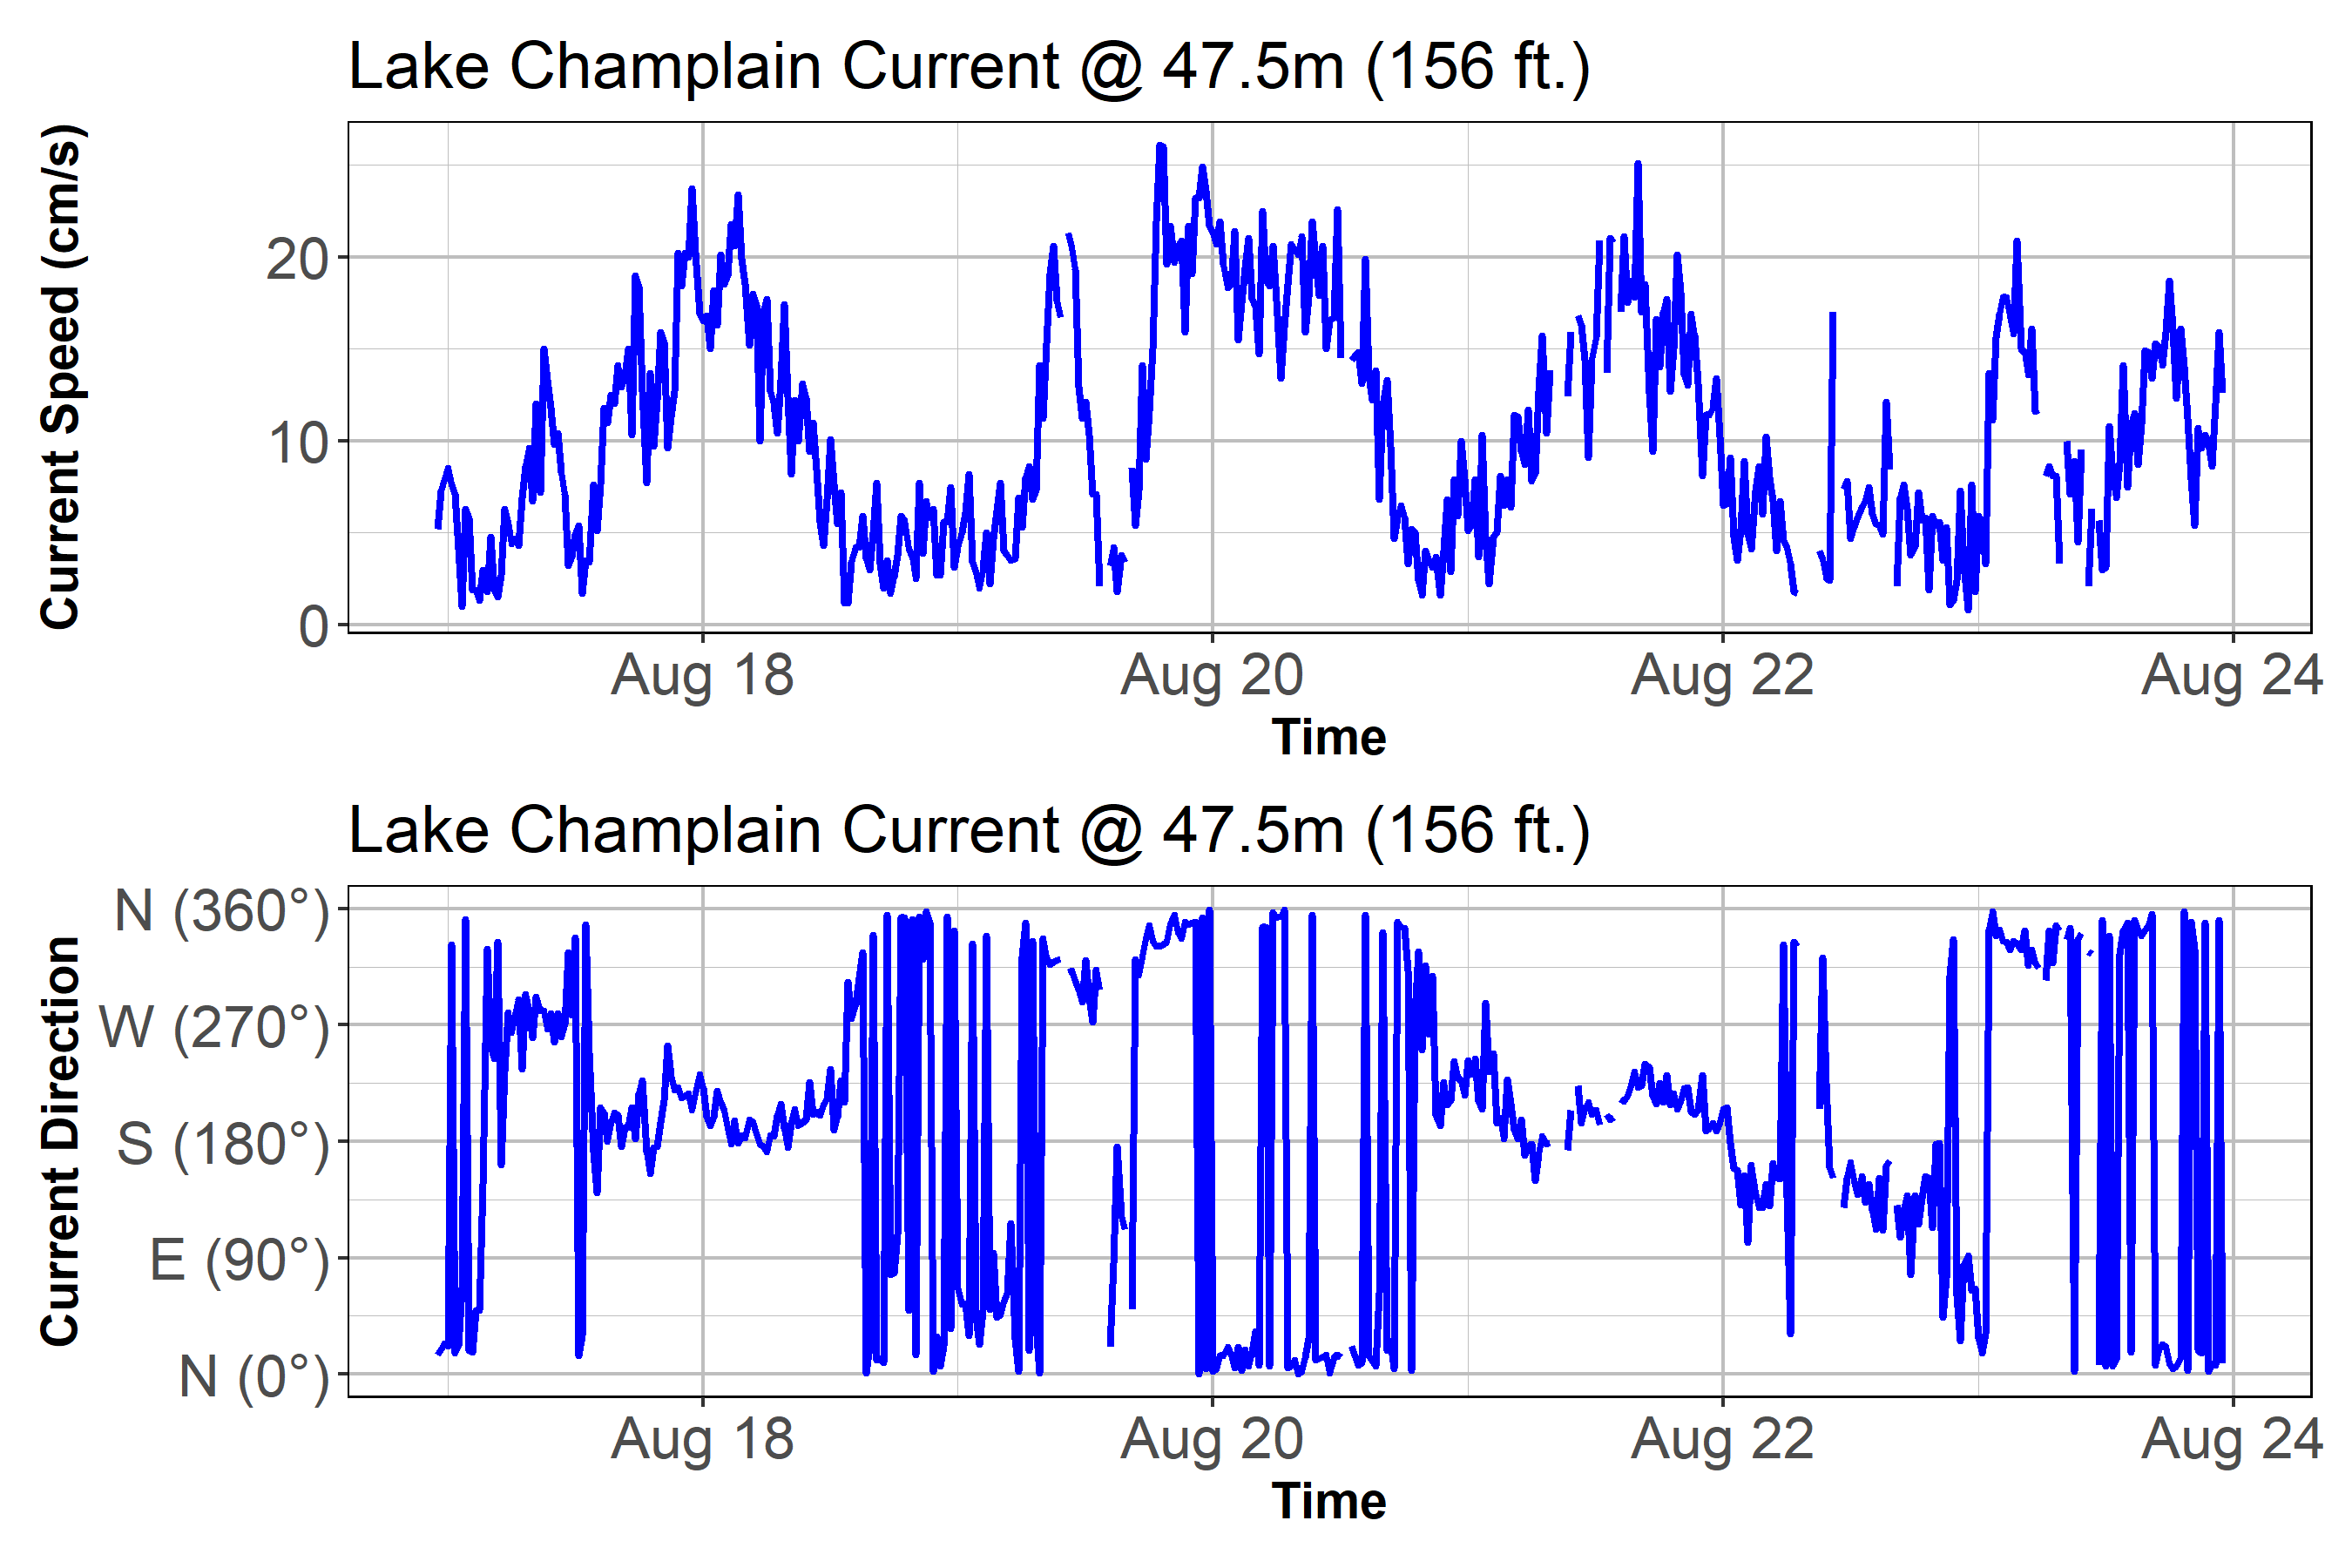 Lake Champlain Current @ 47.5m (156 ft.)
Current Speed (cm/s)
20
10
0
Aug 18 Aug 20 Aug 22 Aug 24
Time
Lake Champlain Current @ 47.5m (156 ft.)
Current Direction
N (360°)
W (270°)
S (180°)
E (90°)
N (0°)
Aug 18 Aug 20 Aug 22 Aug 24
Time